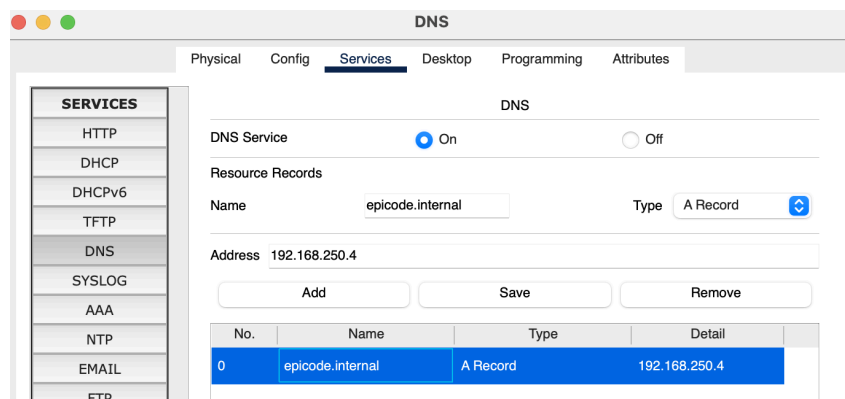 DNS
Physical Config Services Desktop Programming Attributes
SERVICES
HTTP
DHCP
DHCPv6
TFTP
DNS
SYSLOG
AAA
NTP
EMAIL
FTP
DNS
DNS Service On Off
Resource Records
Name epicode.internal Type A Record
Address 192.168.250.4
Add Save Remove
No. Name Type Detail
0 epicode.internal A Record 192.168.250.4